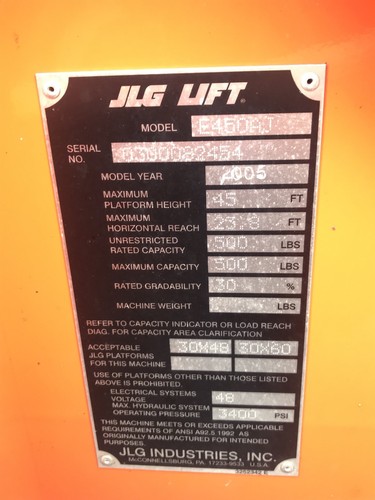 JLG LIFT®
MODEL E450AJ
SERIAL NO. 0300082454
MODEL YEAR 2005
MAXIMUM PLATFORM HEIGHT 45 FT
MAXIMUM HORIZONTAL REACH 23.8 FT
UNRESTRICTED RATED CAPACITY 500 LBS
MAXIMUM CAPACITY 500 LBS
RATED GRADABILITY 30 %
MACHINE WEIGHT LBS
REFER TO CAPACITY INDICATOR OR LOAD REACH
DIAG. FOR CAPACITY AREA CLARIFICATION
ACCEPTABLE JLG PLATFORMS FOR THIS MACHINE 30X48 30X60
USE OF PLATFORMS OTHER THAN THOSE LISTED
ABOVE IS PROHIBITED.
ELECTRICAL SYSTEMS VOLTAGE 48
MAX. HYDRAULIC SYSTEM OPERATING PRESSURE 3400 PSI
THIS MACHINE MEETS OR EXCEEDS APPLICABLE
REQUIREMENTS OF ANSI A92.5 1992 AS
ORIGINALLY MANUFACTURED FOR INTENDED
PURPOSES.
JLG INDUSTRIES, INC.
McCONNELLSBURG, PA. 17233-9533 U.S.A.